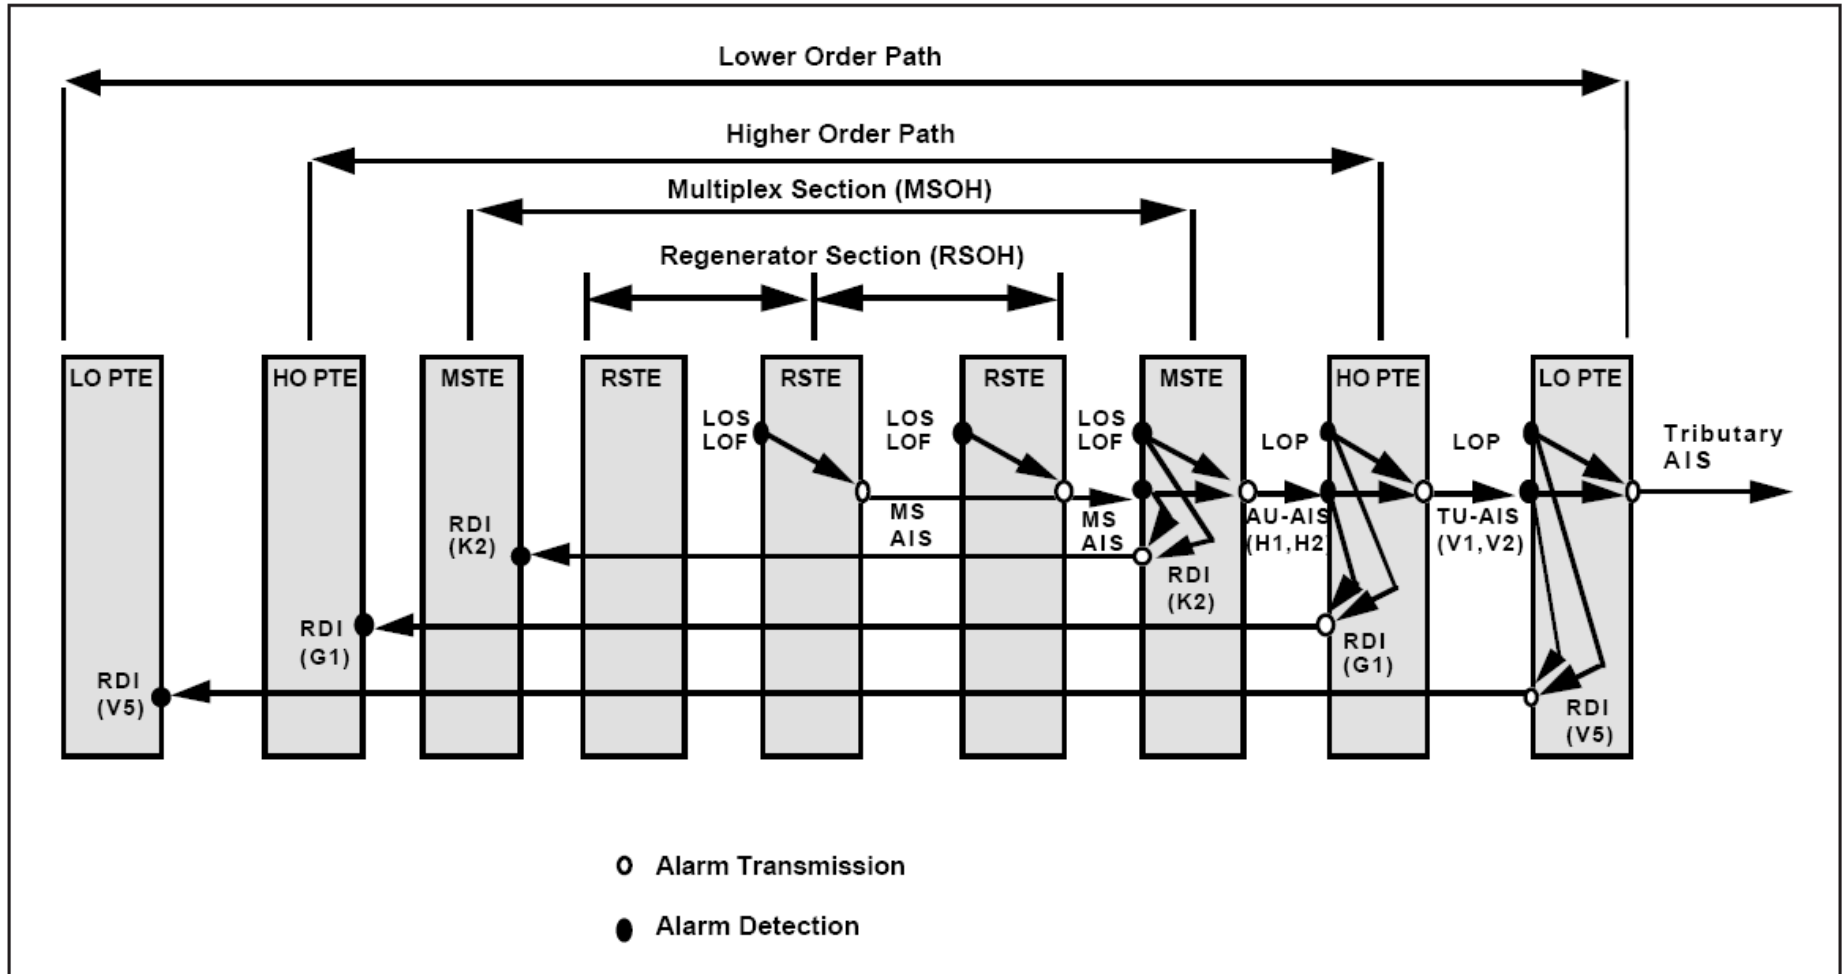 Lower Order Path
Higher Order Path
Multiplex Section (MSOH)
Regenerator Section (RSOH)
LO PTE
HO PTE
MSTE
RSTE
RSTE
RSTE
MSTE
HO PTE
LO PTE
LOS
LOF
LOS
LOF
LOS
LOF
LOP
LOP
Tributary
AIS
MS
AIS
MS
AIS
AU-AIS
(H1,H2)
TU-AIS
(V1,V2)
RDI
(K2)
RDI
(K2)
RDI
(G1)
RDI
(G1)
RDI
(V5)
RDI
(V5)
Alarm Transmission
Alarm Detection